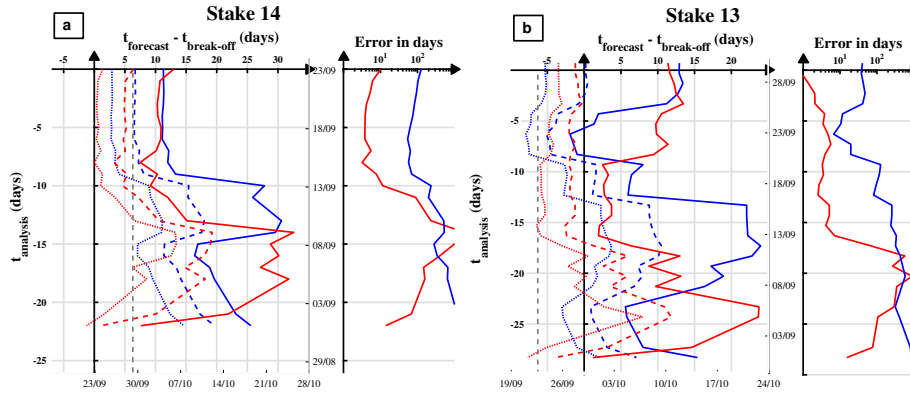 a
Stake 14
t_forecast - t_break-off (days)
Error in days
-5 0 5 10 15 20 25 30 35
10^1 10^2
t_analysis (days)
-5
-10
-15
-20
-25
23/09
18/09
13/09
08/09
03/09
29/08
23/09 30/09 07/10 14/10 21/10 28/10
b
Stake 13
t_forecast - t_break-off (days)
Error in days
-5 0 5 10 15 20
10^1 10^2
t_analysis (days)
-5
-10
-15
-20
-25
28/09
23/09
18/09
13/09
08/09
03/09
19/09 26/09 03/10 10/10 17/10 24/10